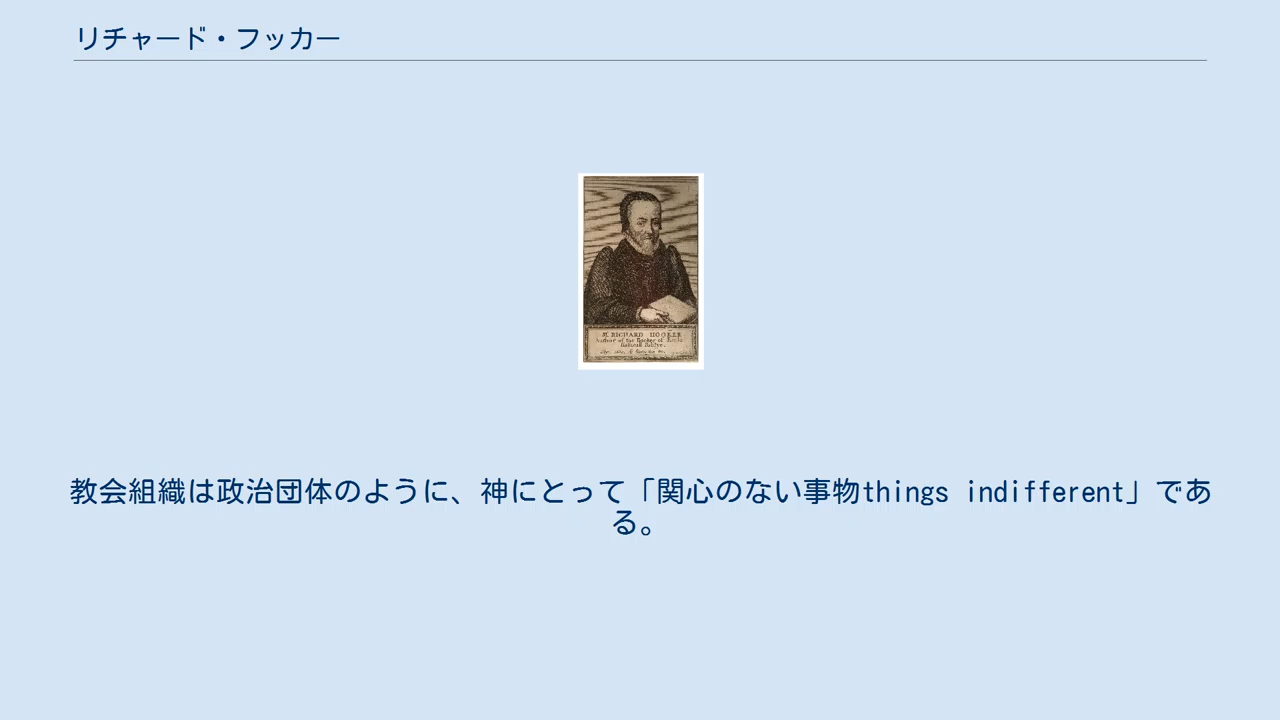 リチャード・フッカー
Mr RICHARD HOOKER
教会組織は政治団体のように、神にとって「関心のない事物things indifferent」であ
る。